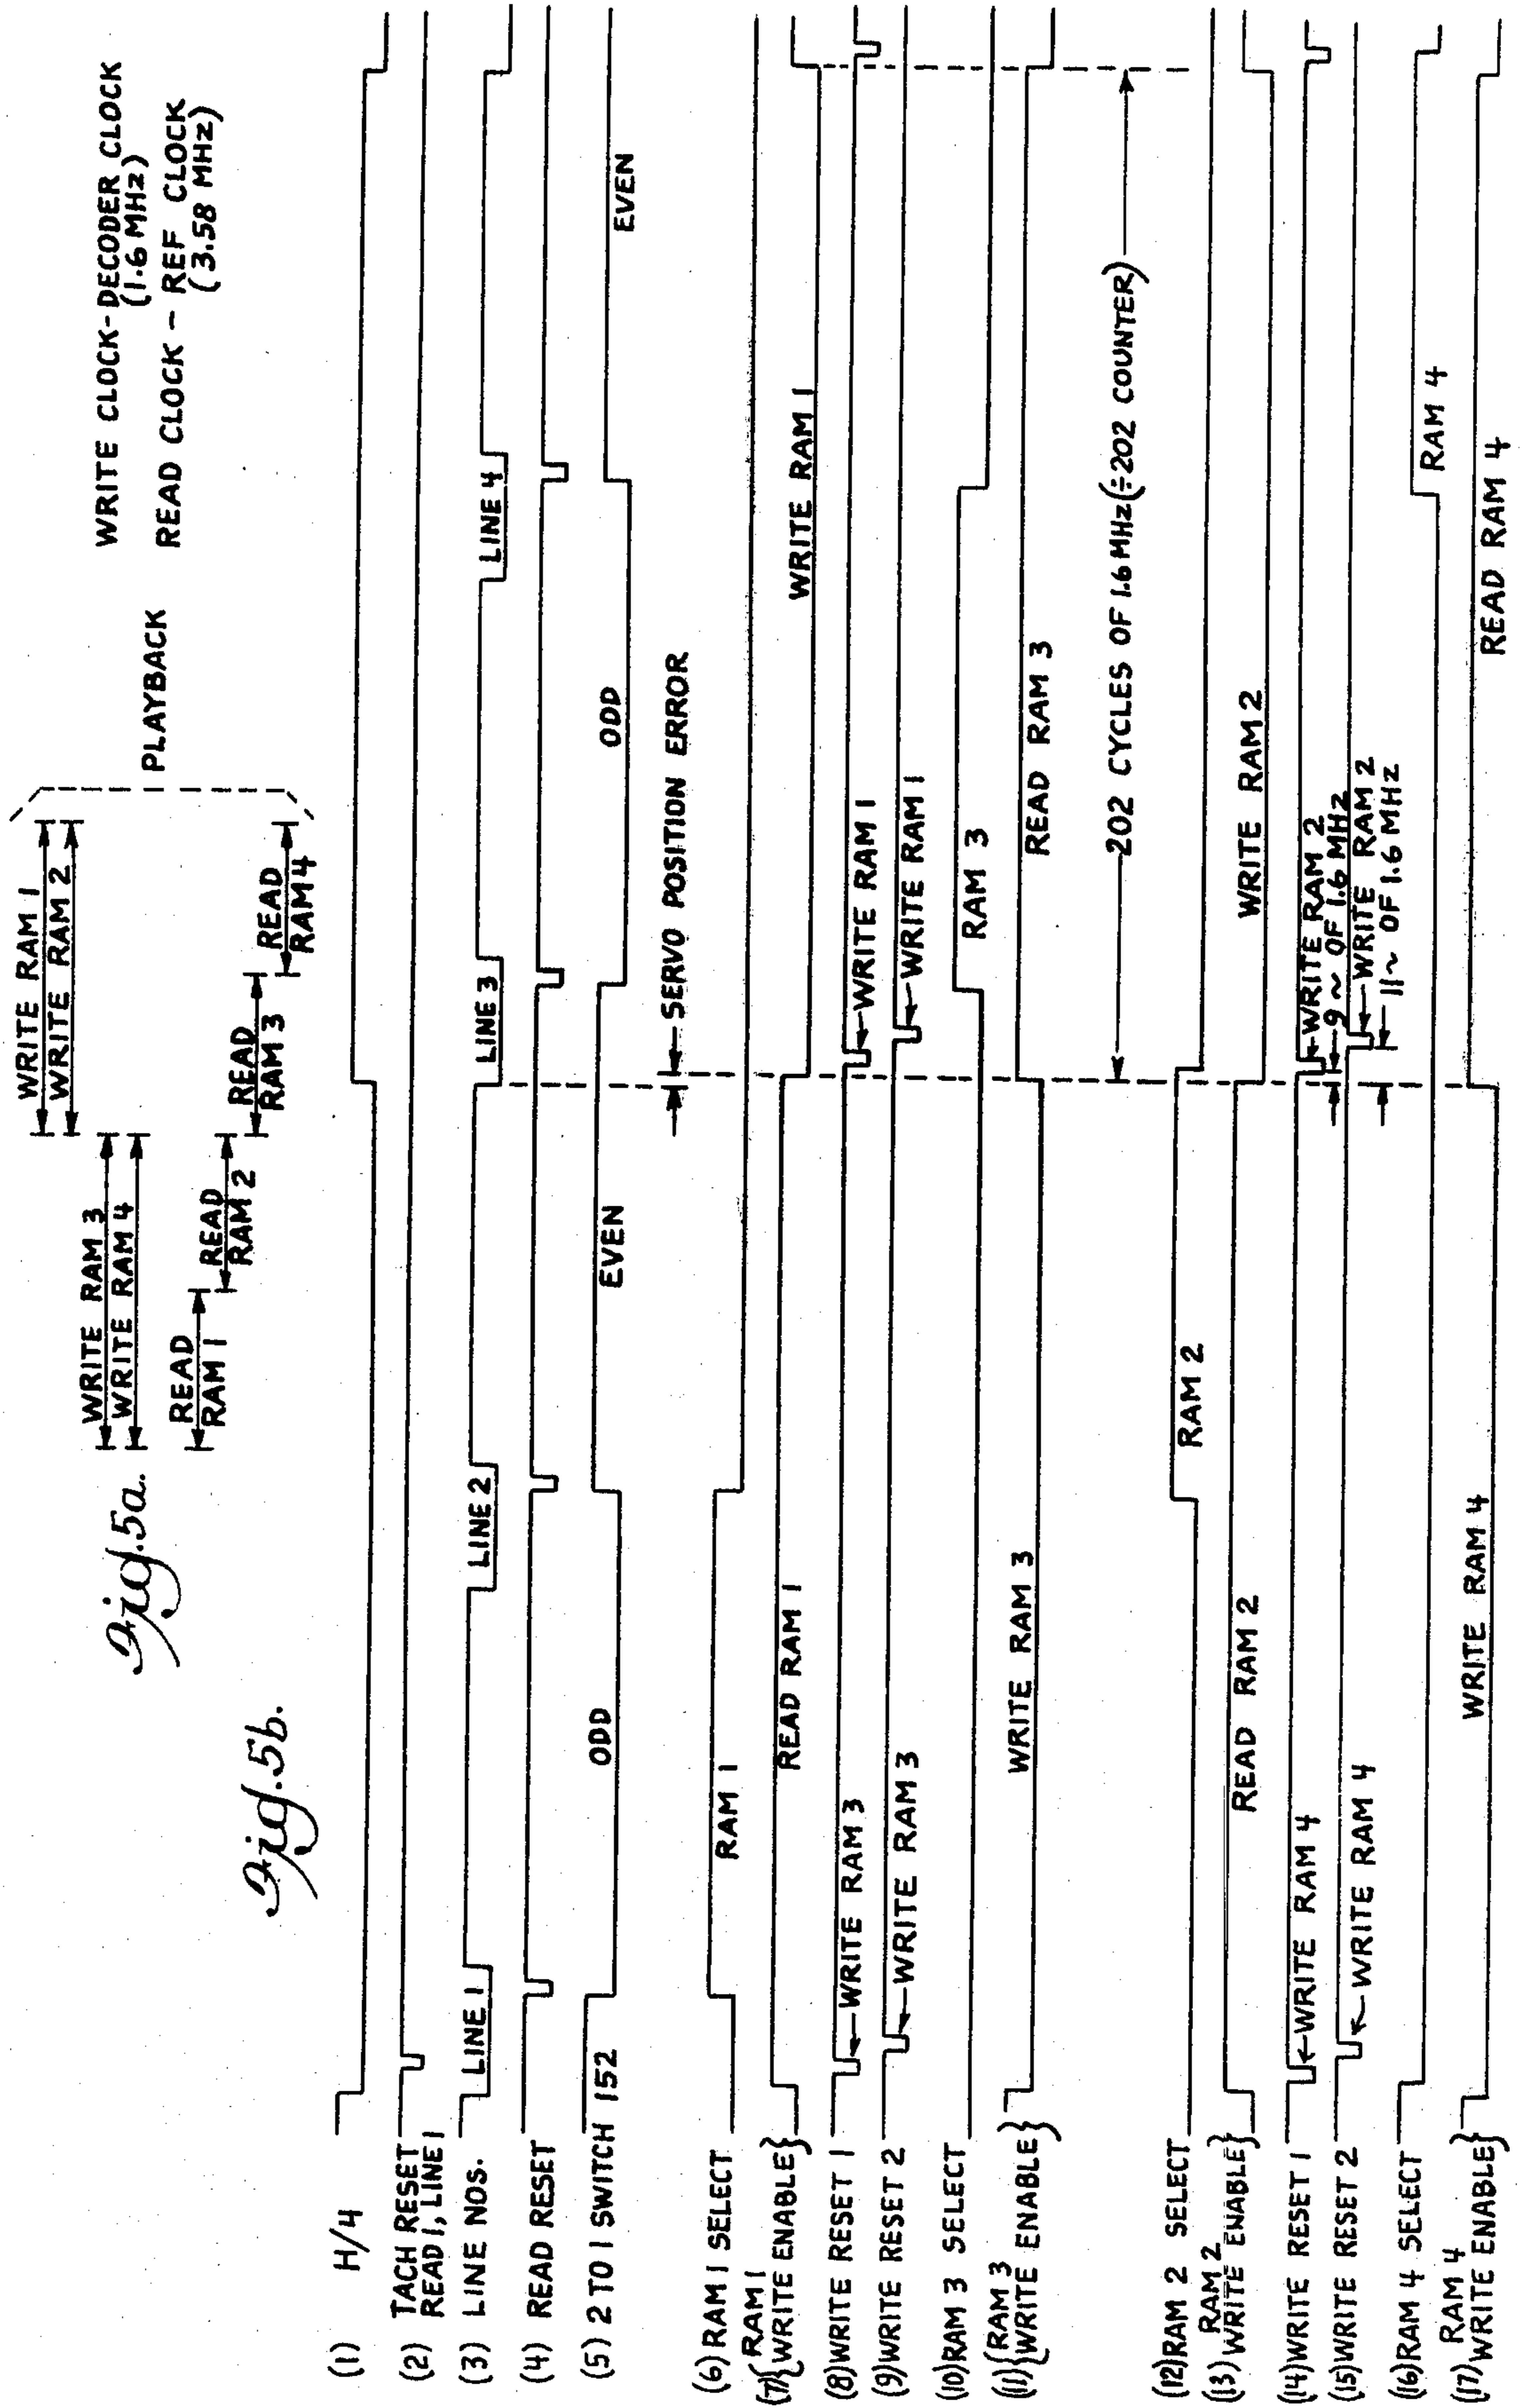 Fig. 5a.
WRITE RAM 3
WRITE RAM 4
READ
RAM 1
READ
RAM 2
WRITE RAM 1
WRITE RAM 2
READ
RAM 3
READ
RAM 4
PLAYBACK
WRITE CLOCK-DECODER CLOCK
(1.6 MHz)
READ CLOCK - REF CLOCK
(3.58 MHz)
Fig. 5b.
(1) H/4
(2) TACH RESET
READ 1, LINE 1
(3) LINE NOS.
LINE 1
LINE 2
LINE 3
LINE 4
(4) READ RESET
(5) 2 TO 1 SWITCH 152
ODD
EVEN
ODD
EVEN
SERVO POSITION ERROR
(6) RAM 1 SELECT
RAM 1
(7) { RAM 1
WRITE ENABLE }
READ RAM 1
WRITE RAM 1
(8) WRITE RESET 1
WRITE RAM 3
WRITE RAM 1
(9) WRITE RESET 2
WRITE RAM 3
WRITE RAM 1
(10) RAM 3 SELECT
RAM 3
(11) { RAM 3
WRITE ENABLE }
WRITE RAM 3
READ RAM 3
202 CYCLES OF 1.6 MHz (÷202 COUNTER)
(12) RAM 2 SELECT
RAM 2
(13) RAM 2
WRITE ENABLE }
READ RAM 2
WRITE RAM 2
(14) WRITE RESET 1
WRITE RAM 4
WRITE RAM 2
9 ~ OF 1.6 MHz
(15) WRITE RESET 2
WRITE RAM 4
WRITE RAM 2
11 ~ OF 1.6 MHz
(16) RAM 4 SELECT
RAM 4
(17) RAM 4
WRITE ENABLE }
WRITE RAM 4
READ RAM 4